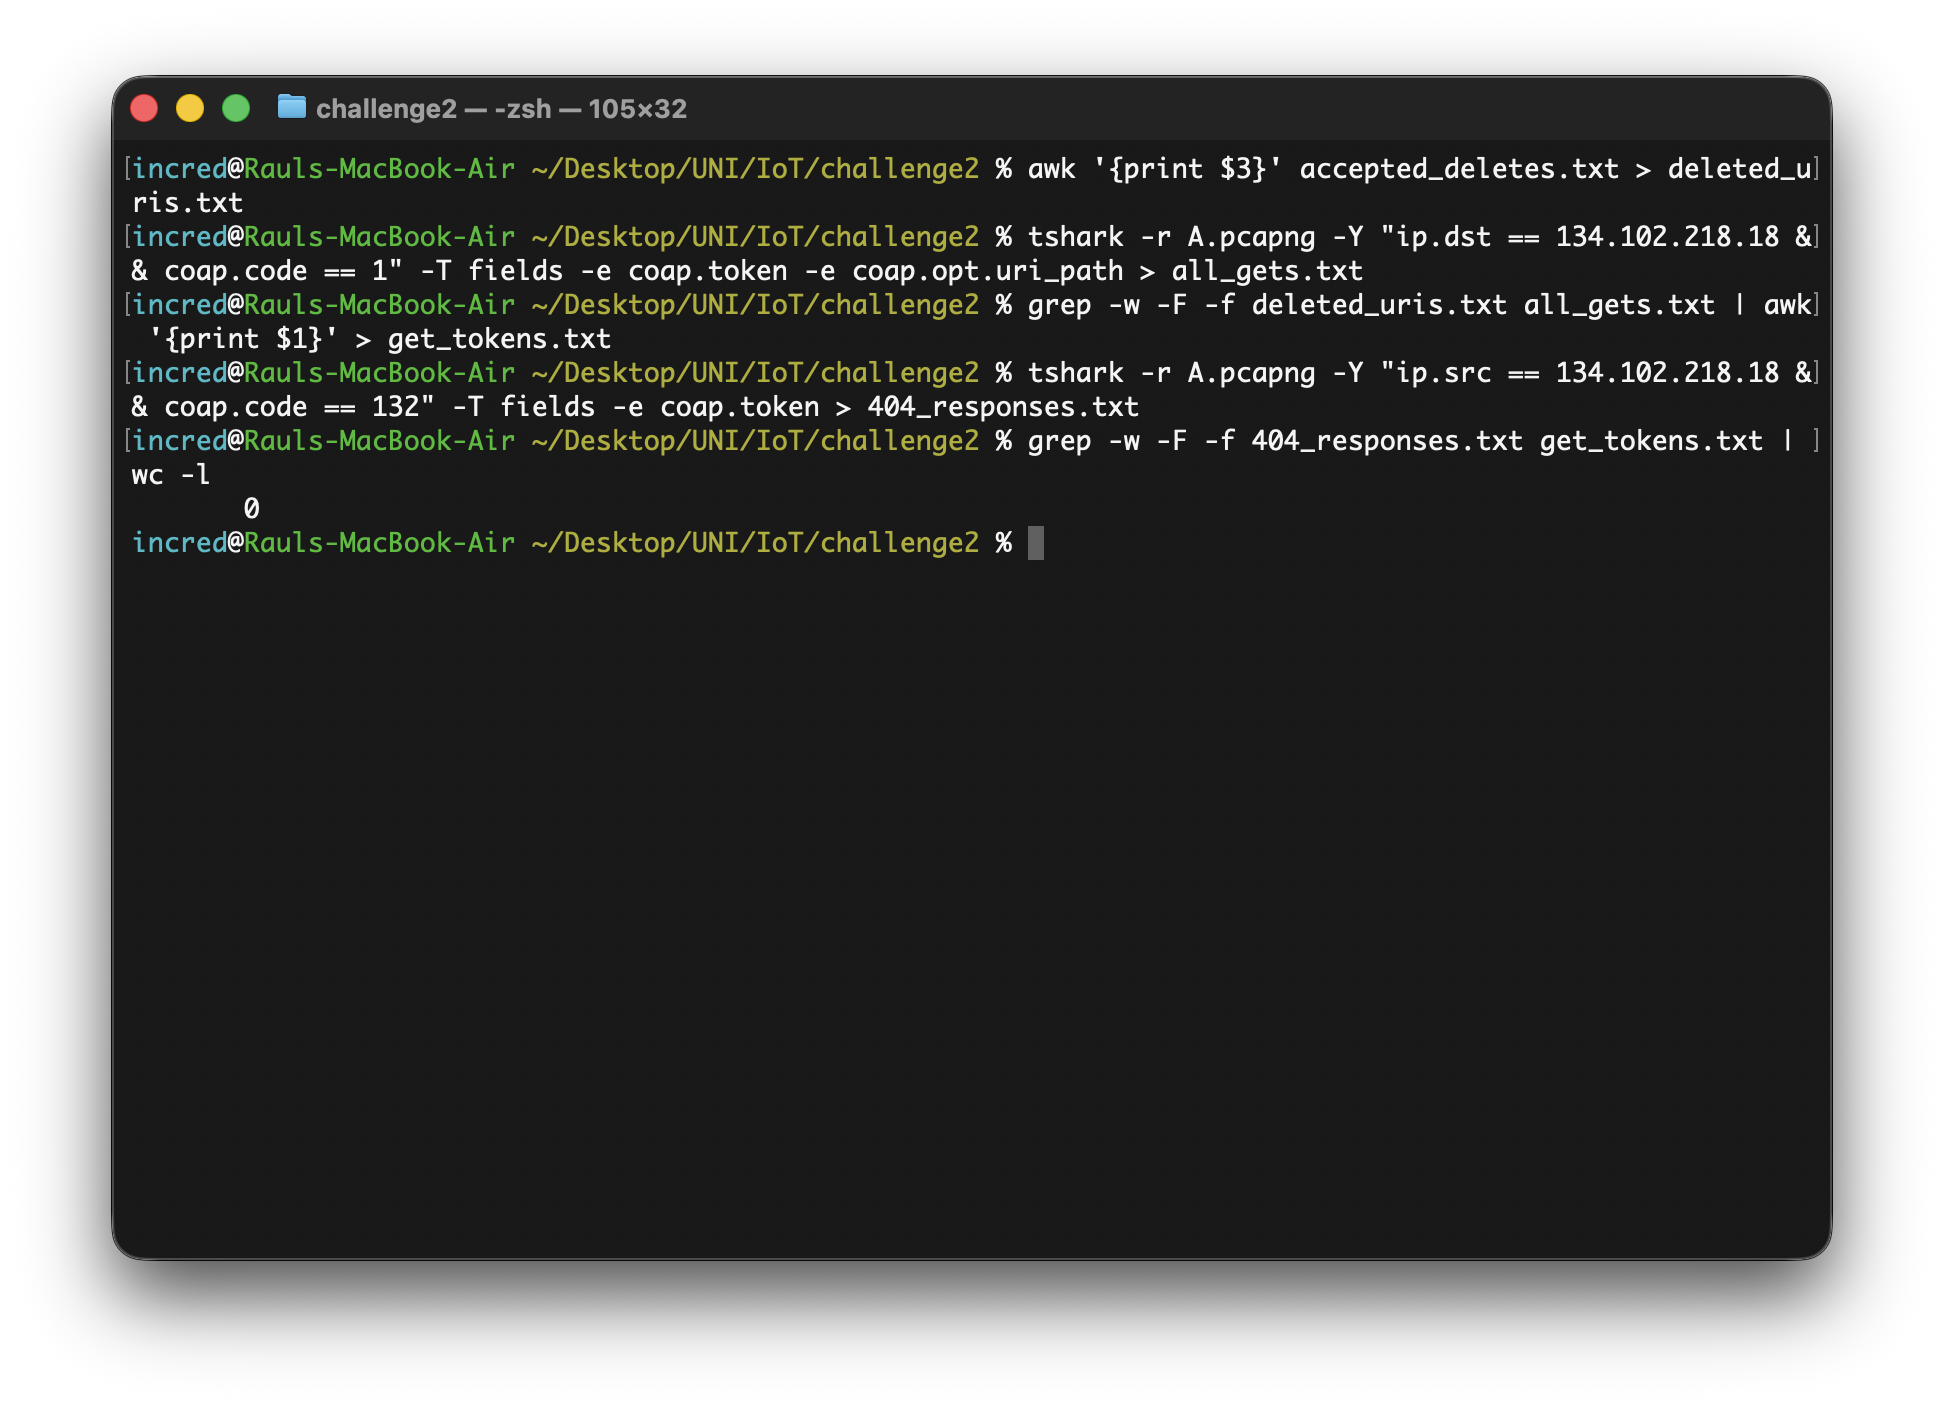 challenge2 — -zsh — 105×32
[incred@Rauls-MacBook-Air ~/Desktop/UNI/IoT/challenge2 % awk '{print $3}' accepted_deletes.txt > deleted_u]
ris.txt
[incred@Rauls-MacBook-Air ~/Desktop/UNI/IoT/challenge2 % tshark -r A.pcapng -Y "ip.dst == 134.102.218.18 &]
& coap.code == 1" -T fields -e coap.token -e coap.opt.uri_path > all_gets.txt
[incred@Rauls-MacBook-Air ~/Desktop/UNI/IoT/challenge2 % grep -w -F -f deleted_uris.txt all_gets.txt | awk]
 '{print $1}' > get_tokens.txt
[incred@Rauls-MacBook-Air ~/Desktop/UNI/IoT/challenge2 % tshark -r A.pcapng -Y "ip.src == 134.102.218.18 &]
& coap.code == 132" -T fields -e coap.token > 404_responses.txt
[incred@Rauls-MacBook-Air ~/Desktop/UNI/IoT/challenge2 % grep -w -F -f 404_responses.txt get_tokens.txt | ]
wc -l
       0
incred@Rauls-MacBook-Air ~/Desktop/UNI/IoT/challenge2 %